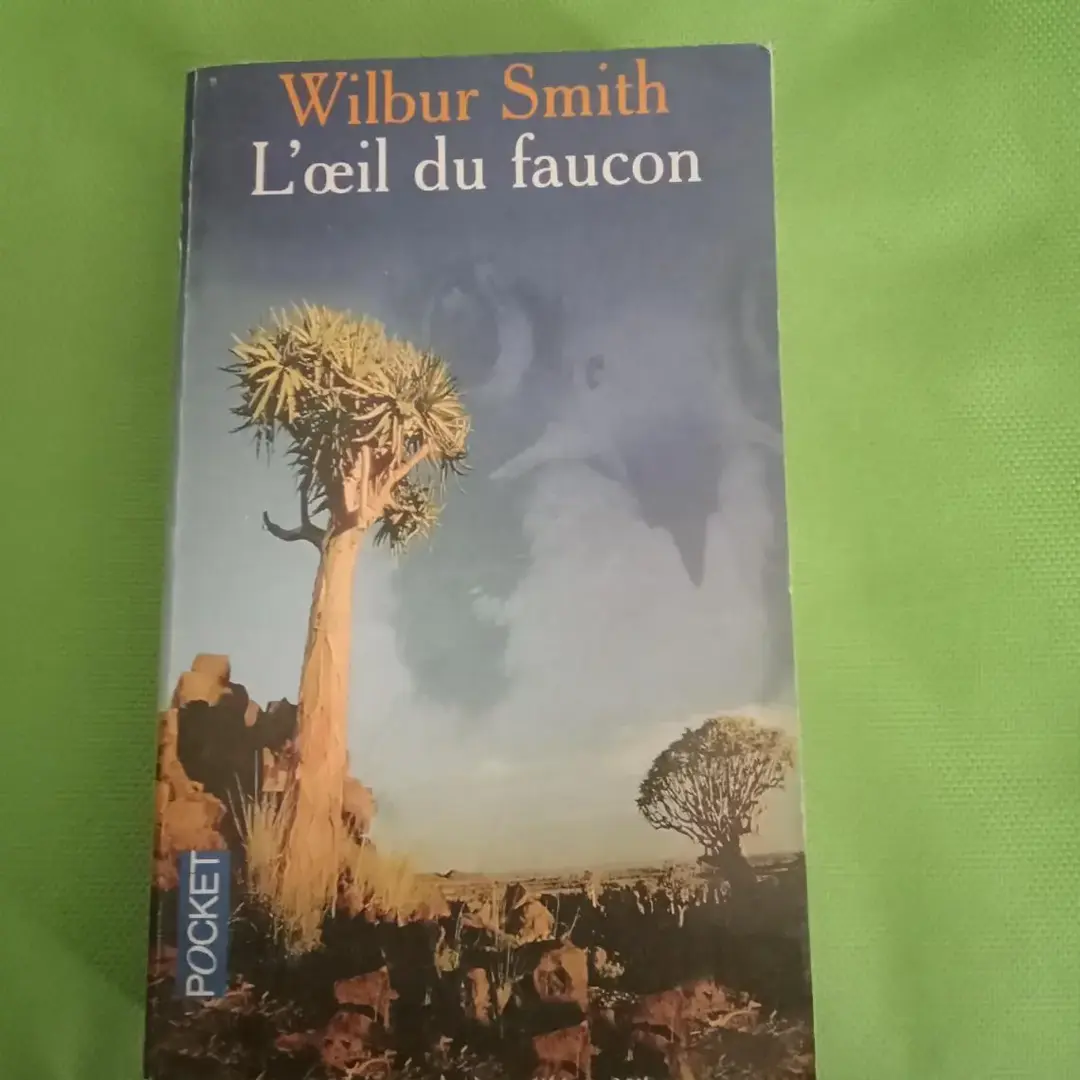 Wilbur Smith
L'œil du faucon
POCKET